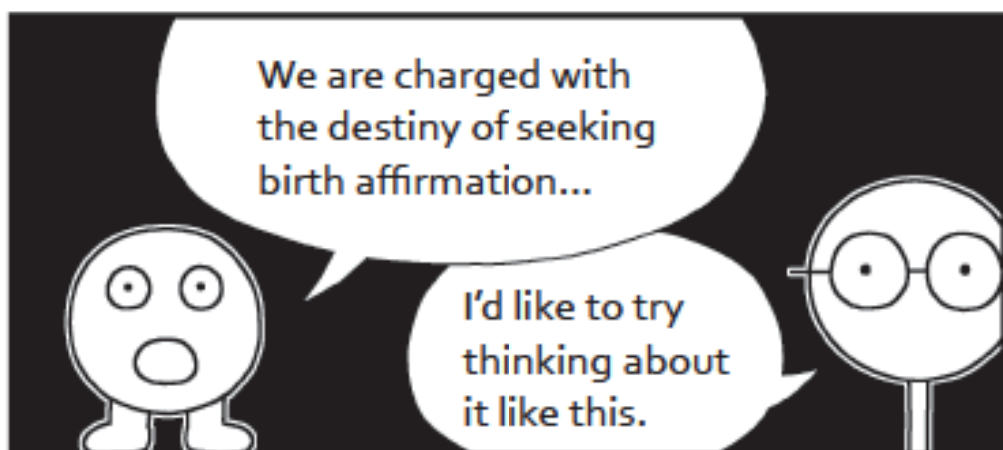 We are charged with
the destiny of seeking
birth affirmation...
I'd like to try
thinking about
it like this.